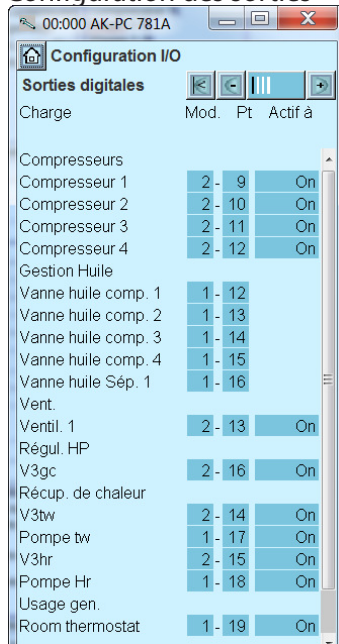 Configuration des sorties
00:000 AK-PC 781A
Configuration I/O
Sorties digitales
Charge Mod. Pt Actif à
Compresseurs
Compresseur 1 2 - 9 On
Compresseur 2 2 - 10 On
Compresseur 3 2 - 11 On
Compresseur 4 2 - 12 On
Gestion Huile
Vanne huile comp. 1 1 - 12
Vanne huile comp. 2 1 - 13
Vanne huile comp. 3 1 - 14
Vanne huile comp. 4 1 - 15
Vanne huile Sép. 1 1 - 16
Vent.
Ventil. 1 2 - 13 On
Régul. HP
V3gc 2 - 16 On
Récup. de chaleur
V3tw 2 - 14 On
Pompe tw 1 - 17 On
V3hr 2 - 15 On
Pompe Hr 1 - 18 On
Usage gen.
Room thermostat 1 - 19 On